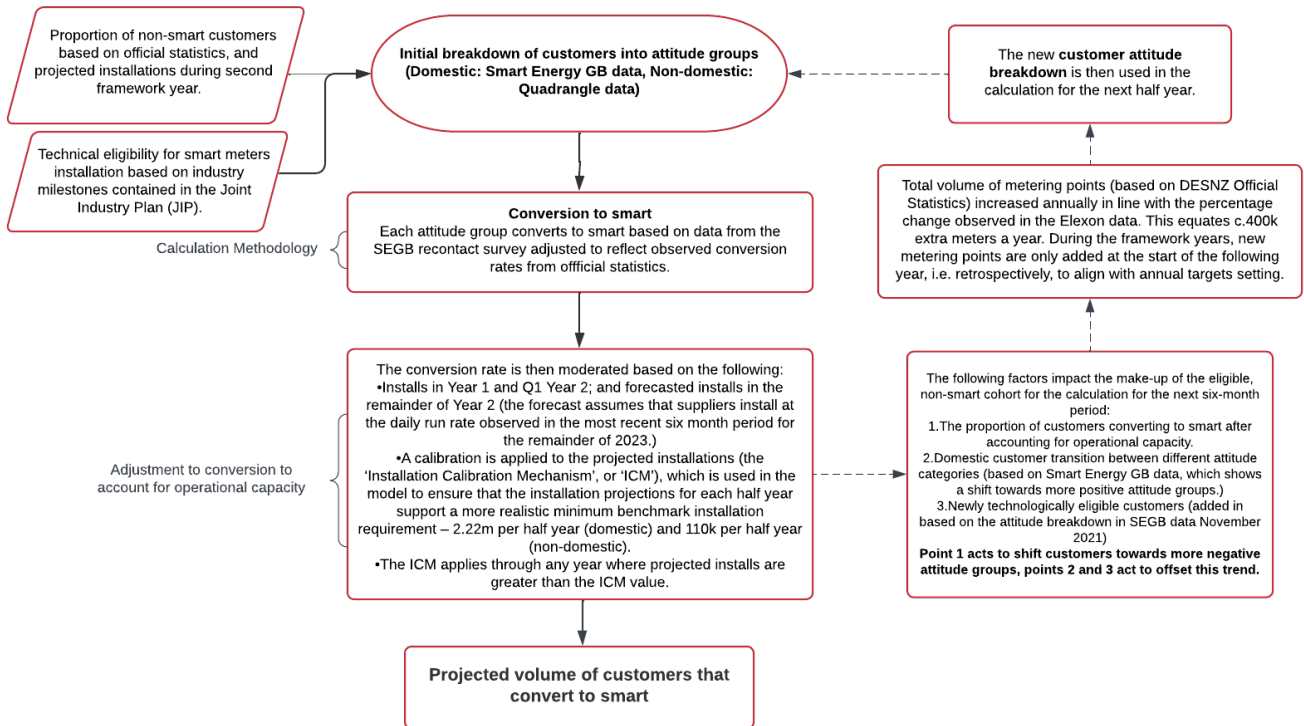 Proportion of non-smart customers
based on official statistics, and
projected installations during second
framework year.
Technical eligibility for smart meters
installation based on industry
milestones contained in the Joint
Industry Plan (JIP).
Initial breakdown of customers into attitude groups
(Domestic: Smart Energy GB data, Non-domestic:
Quadrangle data)
The new customer attitude
breakdown is then used in the
calculation for the next half year.
Calculation Methodology
Conversion to smart
Each attitude group converts to smart based on data from the
SEGB recontact survey adjusted to reflect observed conversion
rates from offficial statistics.
Total volume of metering points (based on DESNZ Official
Statistics) increased annually in line with the percentage
change observed in the Elexon data. This equates c.400k
extra meters a year. During the framework years, new
metering points are only added at the start of the following
year, i.e. retrospectively, to align with annual targets setting.
Adjustment to conversion to
account for operational capacity
The conversion rate is then moderated based on the following:
•Installs in Year 1 and Q1 Year 2; and forecasted installs in the
remainder of Year 2 (the forecast assumes that suppliers install at
the daily run rate observed in the most recent six month period for
the remainder of 2023.)
•A calibration is applied to the projected installations (the
‘Installation Calibration Mechanism’, or ‘ICM’), which is used in the
model to ensure that the installation projections for each half year
support a more realistic minimum benchmark installation
requirement – 2.22m per half year (domestic) and 110k per half year
(non-domestic).
•The ICM applies through any year where projected installs are
greater than the ICM value.
The following factors impact the make-up of the eligible,
non-smart cohort for the calculation for the next six-month
period:
1.The proportion of customers converting to smart after
accounting for operational capacity.
2.Domestic customer transition between different attitude
categories (based on Smart Energy GB data, which shows
a shift towards more positive attitude groups.)
3.Newly technologically eligible customers (added in
based on the attitude breakdown in SEGB data November
2021)
Point 1 acts to shift customers towards more negative
attitude groups, points 2 and 3 act to offset this trend.
Projected volume of customers that
convert to smart